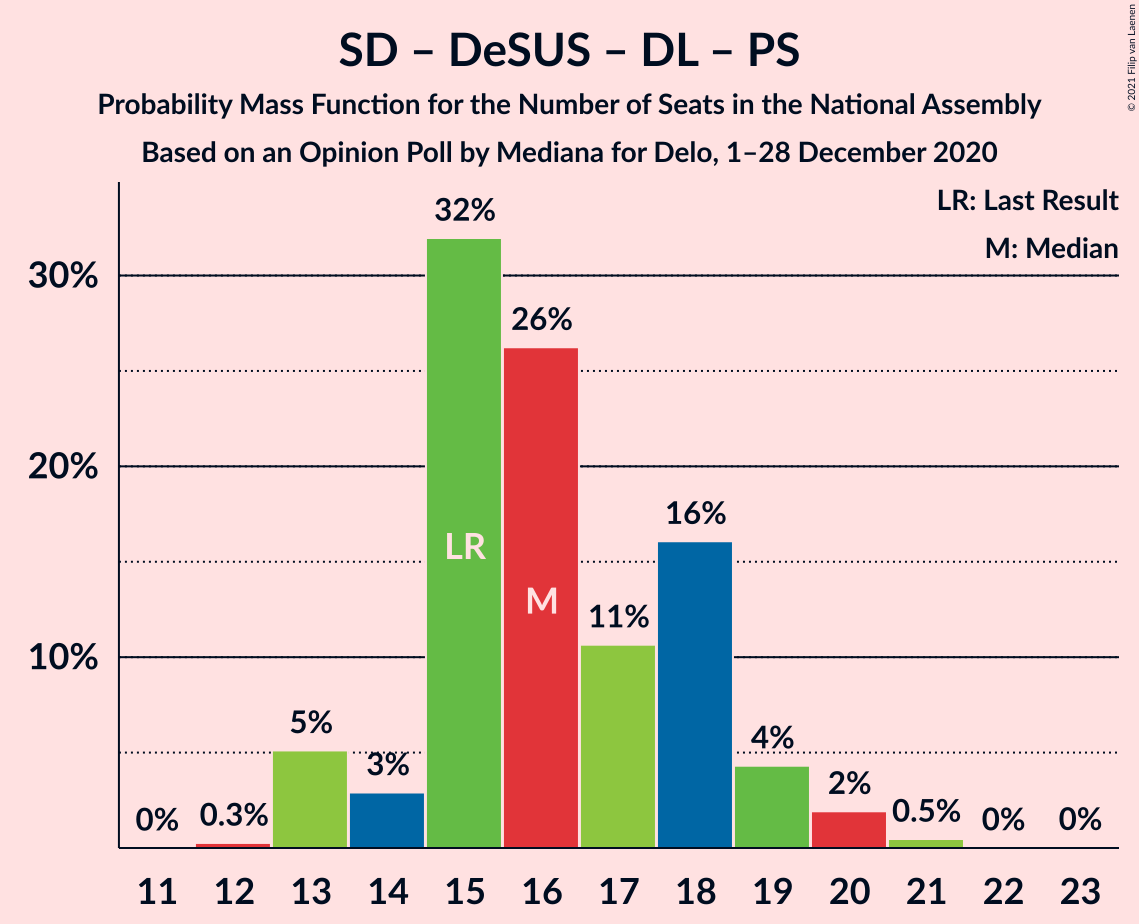 SD – DeSUS – DL – PS
Probability Mass Function for the Number of Seats in the National Assembly
Based on an Opinion Poll by Mediana for Delo, 1–28 December 2020
© 2021 Filip van Laenen
LR: Last Result
M: Median
30%
20%
10%
0%
0.3%
5%
3%
32%
26%
11%
16%
4%
2%
0.5%
0%
0%
LR
M
11 12 13 14 15 16 17 18 19 20 21 22 23